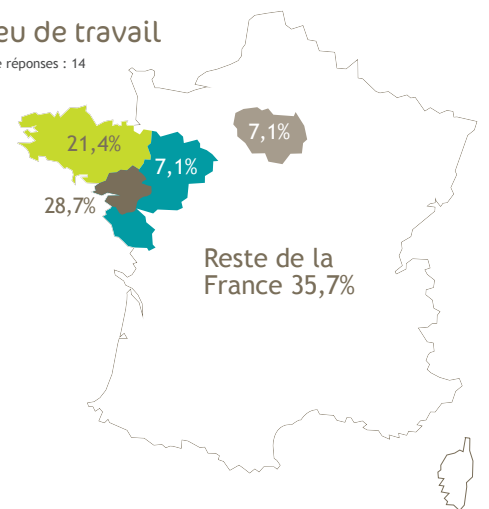 eu de travail
e réponses : 14
7,1%
21,4%
7,1%
28,7%
Reste de la
France 35,7%